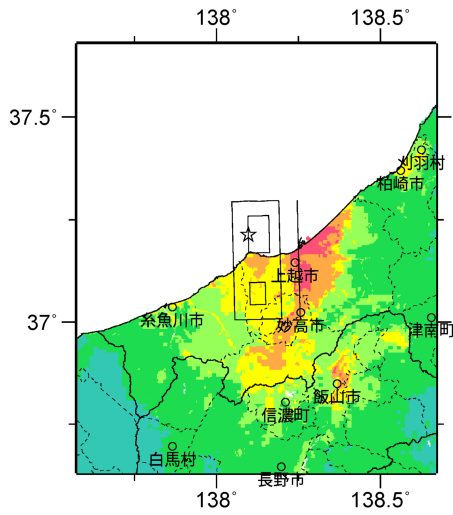 138° 138.5°
37.5°
刈羽村
柏崎市
上越市
37°
糸魚川市
妙高市
津南町
飯山市
信濃町
白馬村
長野市
138° 138.5°